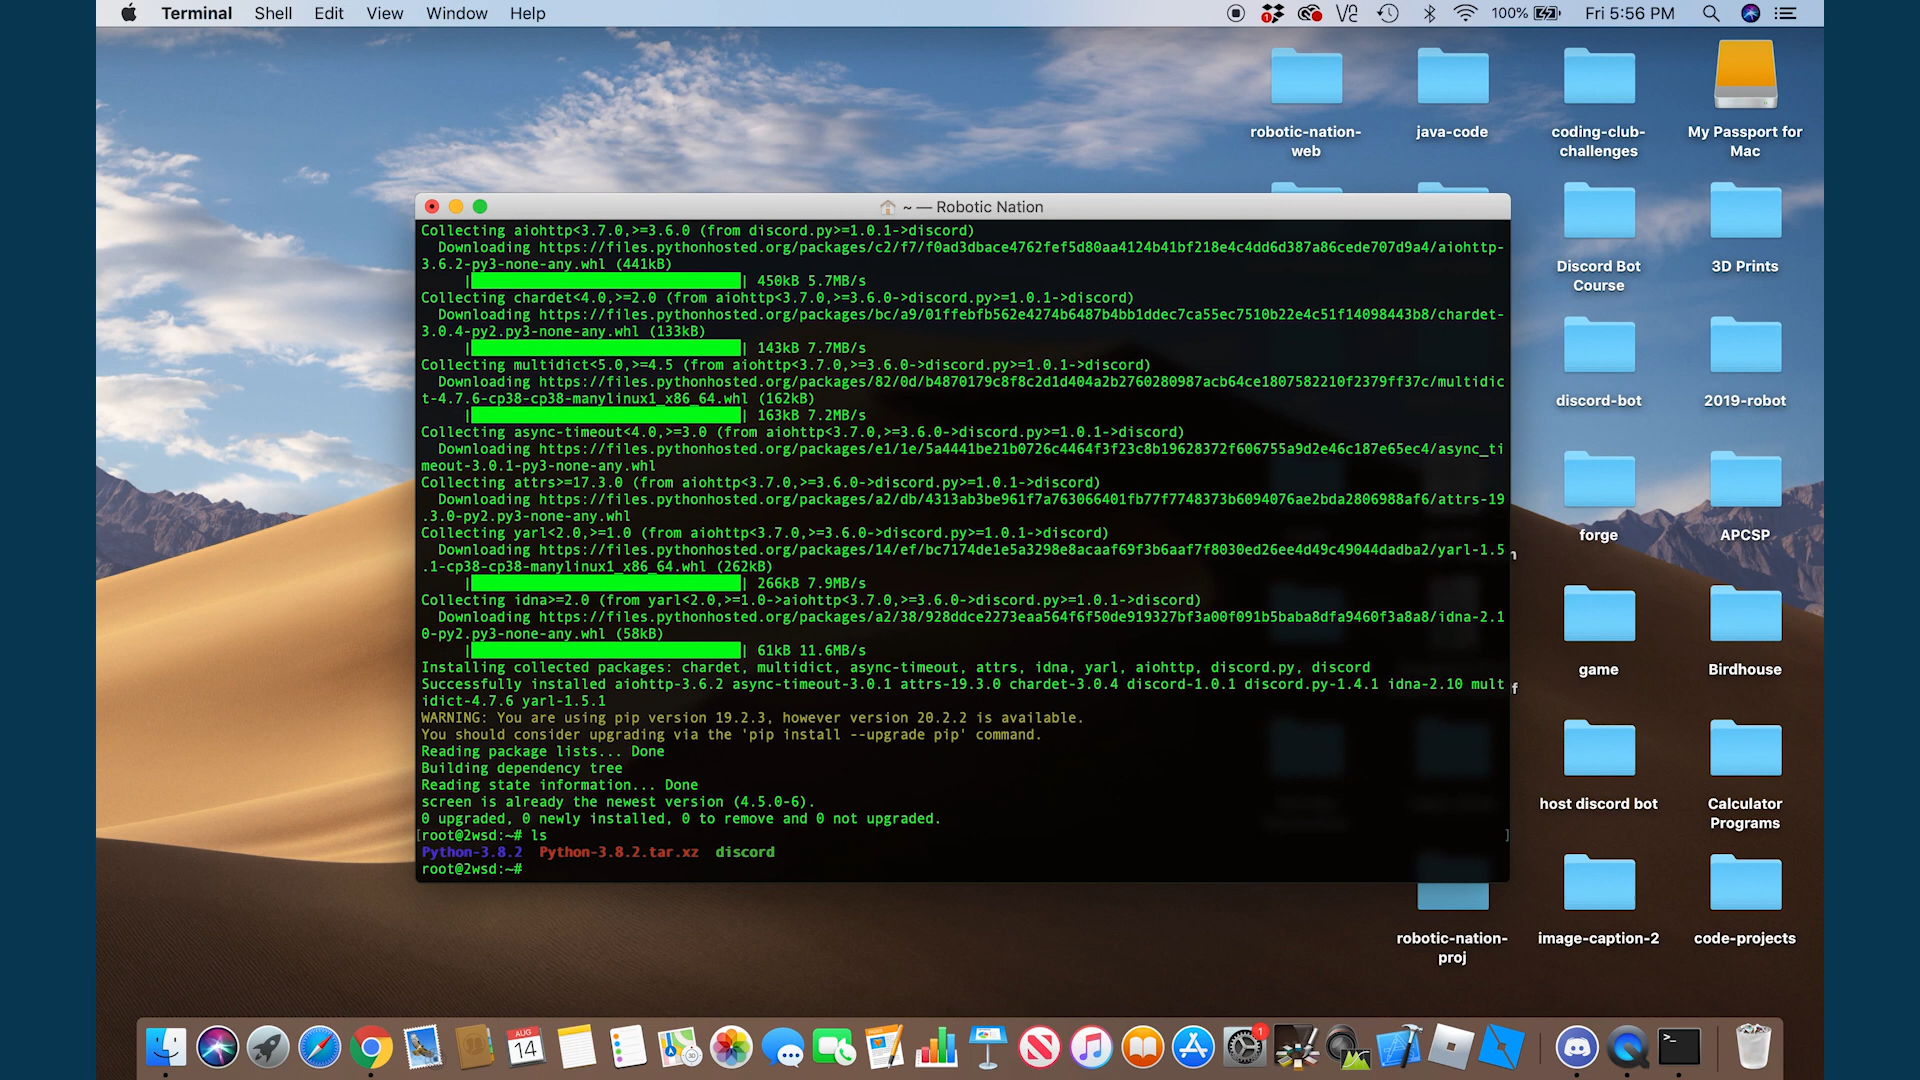 Terminal Shell Edit View Window Help
1 100% Fri 5:56 PM
robotic-nation-web
java-code
coding-club-challenges
My Passport for Mac
~ — Robotic Nation
Collecting aiohttp<3.7.0,>=3.6.0 (from discord.py>=1.0.1->discord)
Downloading https://files.pythonhosted.org/packages/c2/f7/f0ad3dbace4762fef5d80aa4124b41bf218e4c4dd6d387a86cede707d9a4/aiohttp-
3.6.2-py3-none-any.whl (441kB)
| | 450kB 5.7MB/s
Collecting chardet<4.0,>=2.0 (from aiohttp<3.7.0,>=3.6.0->discord.py>=1.0.1->discord)
Downloading https://files.pythonhosted.org/packages/bc/a9/01ffebfb562e4274b6487b4bb1ddec7ca55ec7510b22e4c51f14098443b8/chardet-
3.0.4-py2.py3-none-any.whl (133kB)
| | 143kB 7.7MB/s
Collecting multidict<5.0,>=4.5 (from aiohttp<3.7.0,>=3.6.0->discord.py>=1.0.1->discord)
Downloading https://files.pythonhosted.org/packages/82/0d/b4870179c8f8c2d1d404a2b2760280987acb64ce1807582210f2379ff37c/multidic
t-4.7.6-cp38-cp38-manylinux1_x86_64.whl (162kB)
| | 163kB 7.2MB/s
Collecting async-timeout<4.0,>=3.0 (from aiohttp<3.7.0,>=3.6.0->discord.py>=1.0.1->discord)
Downloading https://files.pythonhosted.org/packages/e1/1e/5a4441be21b0726c4464f3f23c8b19628372f606755a9d2e46c187e65ec4/async_ti
meout-3.0.1-py3-none-any.whl
Collecting attrs>=17.3.0 (from aiohttp<3.7.0,>=3.6.0->discord.py>=1.0.1->discord)
Downloading https://files.pythonhosted.org/packages/a2/db/4313ab3be961f7a763066401fb77f7748373b6094076ae2bda2806988af6/attrs-19
.3.0-py2.py3-none-any.whl
Collecting yarl<2.0,>=1.0 (from aiohttp<3.7.0,>=3.6.0->discord.py>=1.0.1->discord)
Downloading https://files.pythonhosted.org/packages/14/ef/bc7174de1e5a3298e8acaaf69f3b6aaf7f8030ed26ee4d49c49044dadba2/yarl-1.5
.1-cp38-cp38-manylinux1_x86_64.whl (262kB)
| | 266kB 7.9MB/s
Collecting idna>=2.0 (from yarl<2.0,>=1.0->aiohttp<3.7.0,>=3.6.0->discord.py>=1.0.1->discord)
Downloading https://files.pythonhosted.org/packages/a2/38/928ddce2273eaa564f6f50de919327bf3a00f091b5baba8dfa9460f3a8a8/idna-2.1
0-py2.py3-none-any.whl (58kB)
| | 61kB 11.6MB/s
Installing collected packages: chardet, multidict, async-timeout, attrs, idna, yarl, aiohttp, discord.py, discord
Successfully installed aiohttp-3.6.2 async-timeout-3.0.1 attrs-19.3.0 chardet-3.0.4 discord-1.0.1 discord.py-1.4.1 idna-2.10 mult
idict-4.7.6 yarl-1.5.1
WARNING: You are using pip version 19.2.3, however version 20.2.2 is available.
You should consider upgrading via the 'pip install --upgrade pip' command.
Reading package lists... Done
Building dependency tree
Reading state information... Done
screen is already the newest version (4.5.0-6).
0 upgraded, 0 newly installed, 0 to remove and 0 not upgraded.
[root@2wsd:~# ls ]
Python-3.8.2 Python-3.8.2.tar.xz discord
root@2wsd:~#
Discord Bot Course
3D Prints
discord-bot
2019-robot
forge
APCSP
game
Birdhouse
host discord bot
Calculator Programs
robotic-nation-proj
image-caption-2
code-projects
AUG
14
1